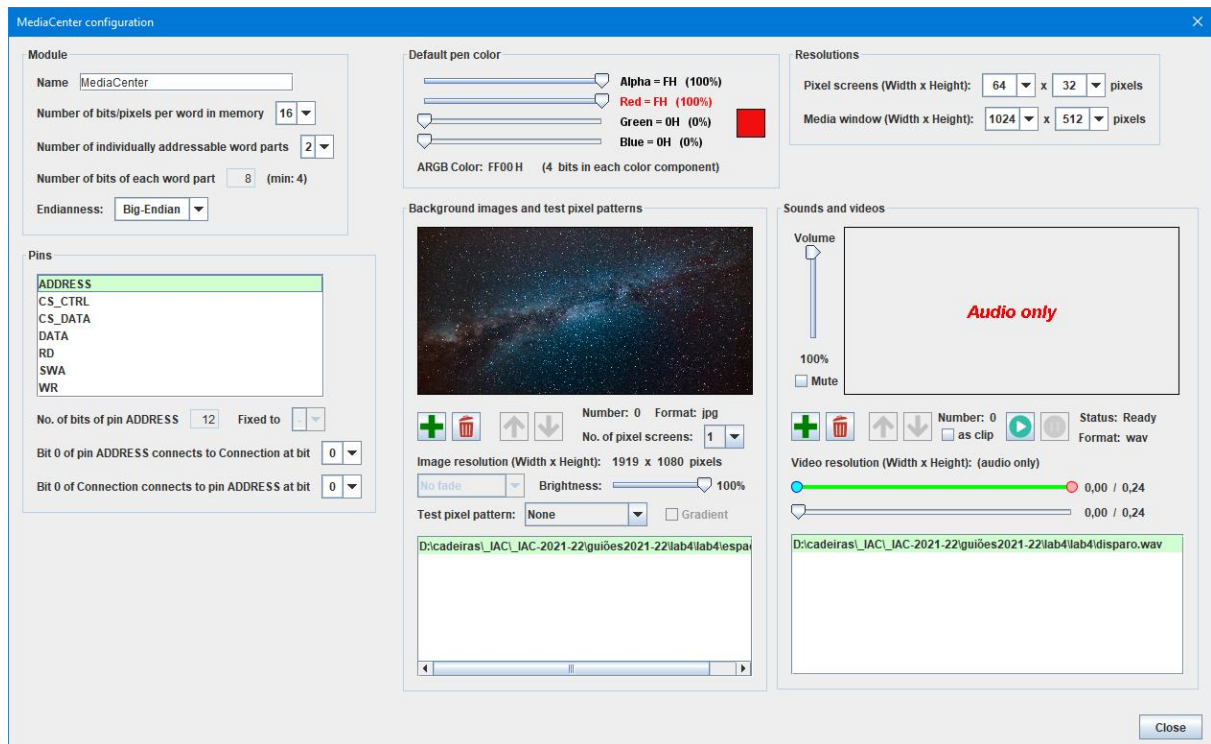 MediaCenter configuration
Module
Name MediaCenter
Number of bits/pixels per word in memory 16
Number of individually addressable word parts 2
Number of bits of each word part 8 (min: 4)
Endianness: Big-Endian
Pins
ADDRESS
CS_CTRL
CS_DATA
DATA
RD
SWA
WR
No. of bits of pin ADDRESS 12 Fixed to -
Bit 0 of pin ADDRESS connects to Connection at bit 0
Bit 0 of Connection connects to pin ADDRESS at bit 0
Default pen color
Alpha = FH (100%)
Red = FH (100%)
Green = 0H (0%)
Blue = 0H (0%)
ARGB Color: FF00 H (4 bits in each color component)
Resolutions
Pixel screens (Width x Height): 64 x 32 pixels
Media window (Width x Height): 1024 x 512 pixels
Background images and test pixel patterns
Number: 0 Format: jpg
No. of pixel screens: 1
Image resolution (Width x Height): 1919 x 1080 pixels
No fade Brightness: 100%
Test pixel pattern: None Gradient
D:\cadeiras\_IAC\_IAC-2021-22\guiões2021-22\lab4\lab4\espa
Sounds and videos
Volume
Audio only
100%
Mute
Number: 0 Status: Ready
as clip Format: wav
Video resolution (Width x Height): (audio only)
0,00 / 0,24
0,00 / 0,24
D:\cadeiras\_IAC\_IAC-2021-22\guiões2021-22\lab4\lab4\disparo.wav
Close